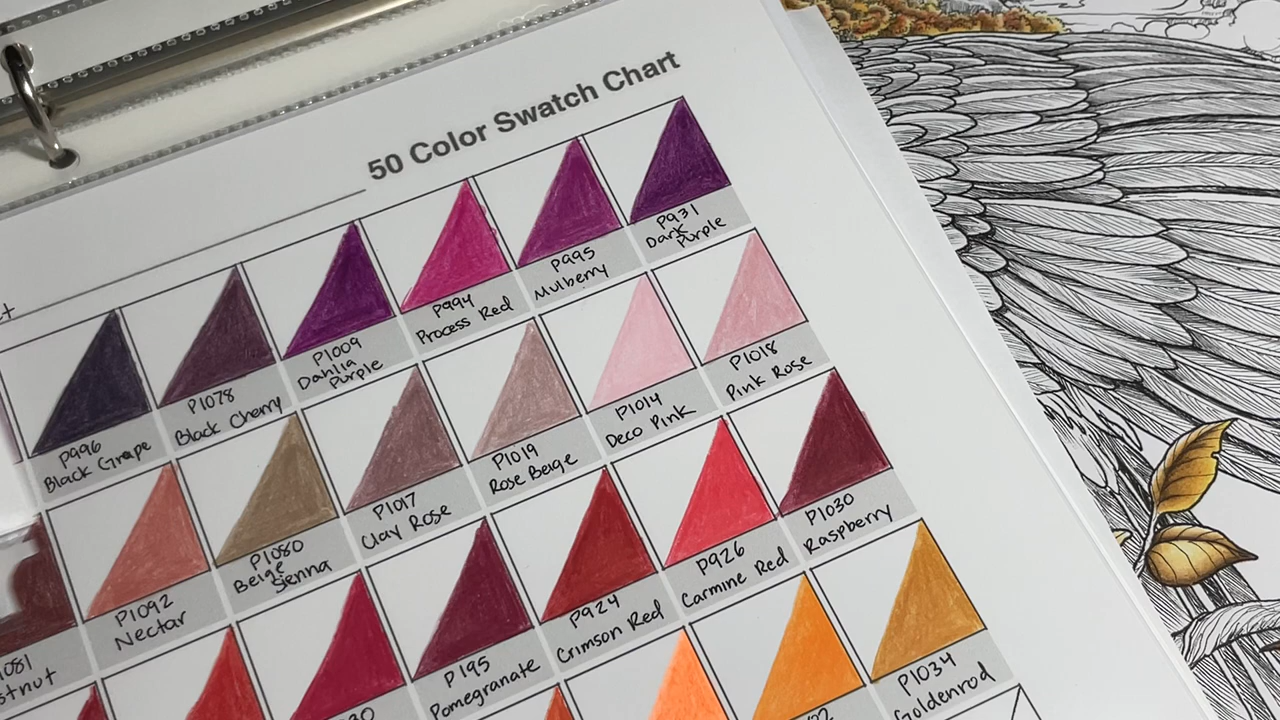 50 Color Swatch Chart
P996
Black Grape
P1078
Black Cherry
P1009
Dahlia
Purple
P994
Process Red
P995
Mulberry
P931
Dark
Purple
P1092
Nectar
P1080
Beige
Sienna
P1017
Clay Rose
P1019
Rose Beige
P1014
Deco Pink
P1018
Pink Rose
P195
Pomegranate
P924
Crimson Red
P926
Carmine Red
P1030
Raspberry
P1034
Goldenrod